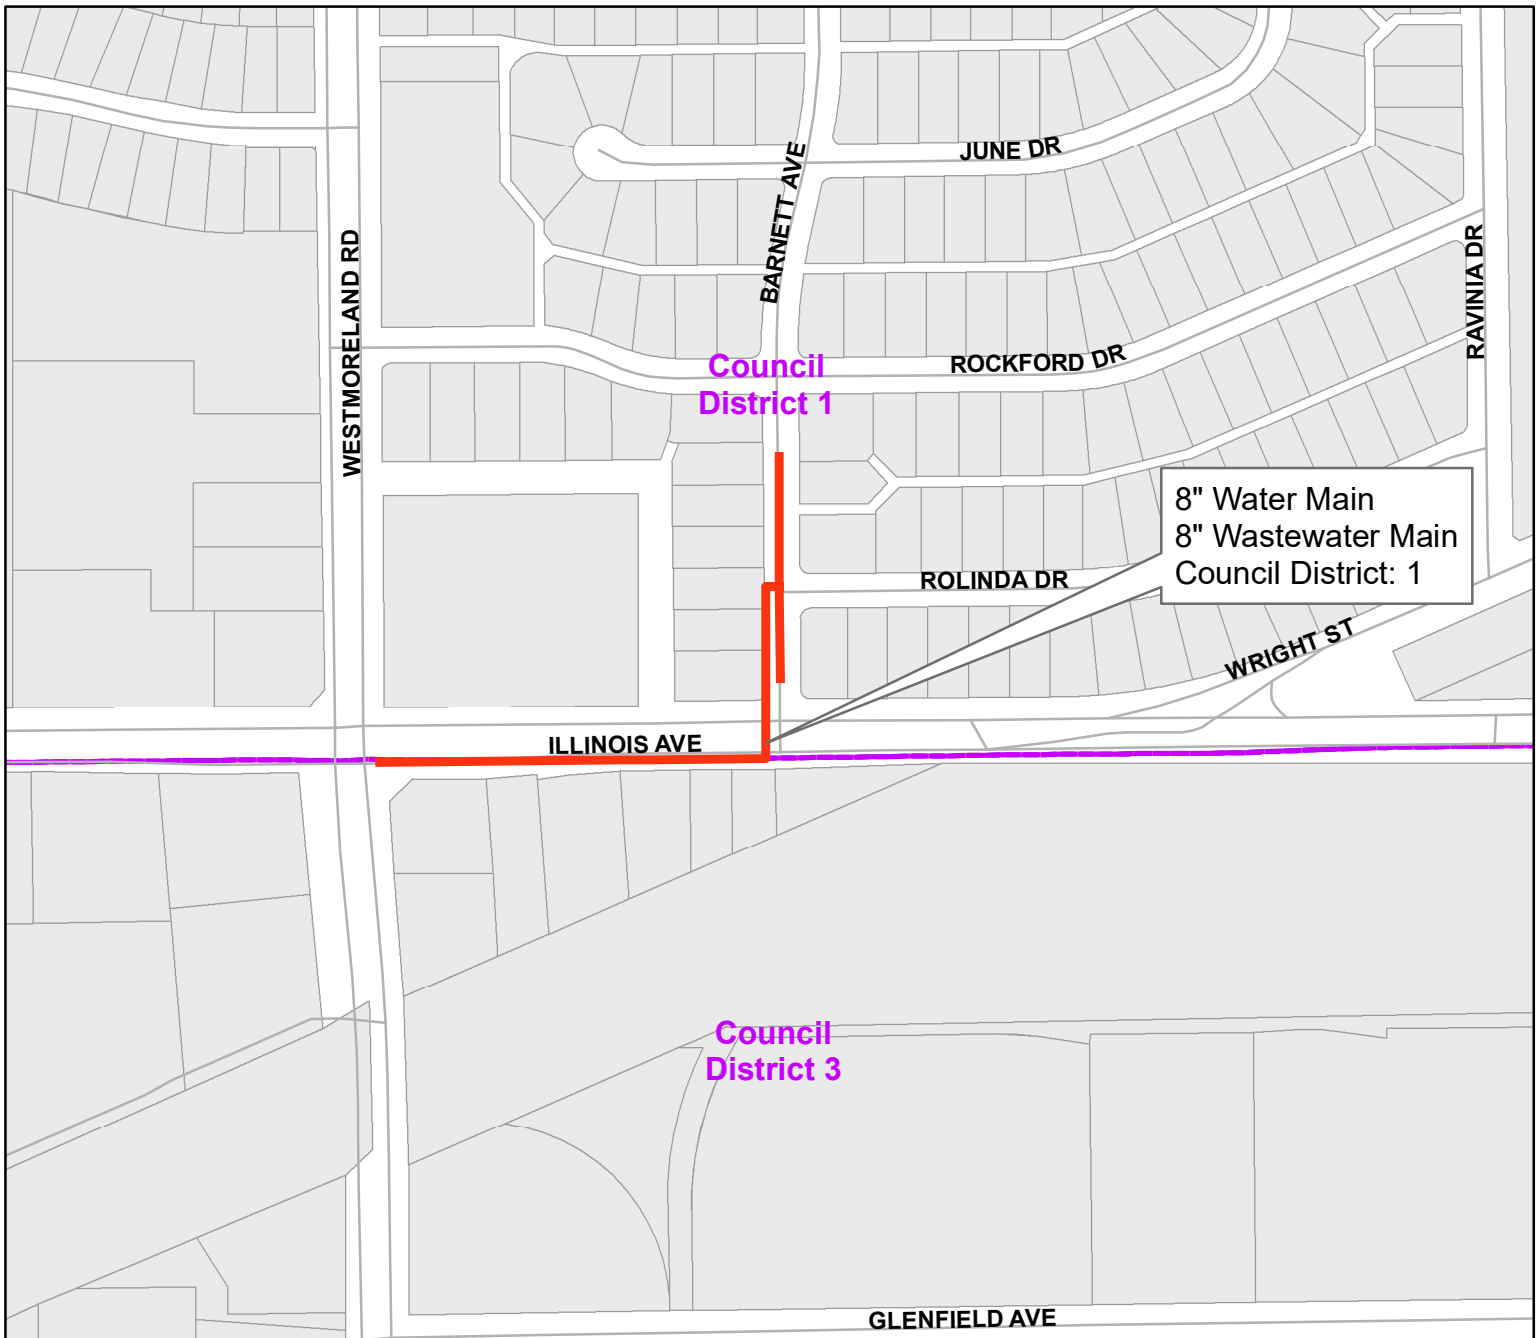 JUNE DR
BARNETT AVE
WESTMORELAND RD
RAVINIA DR
ROCKFORD DR
Council
District 1
8" Water Main
8" Wastewater Main
Council District: 1
ROLINDA DR
WRIGHT ST
ILLINOIS AVE
Council
District 3
GLENFIELD AVE